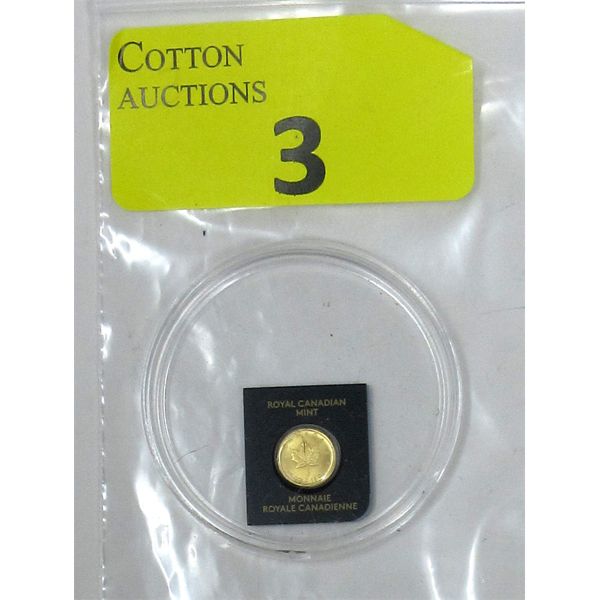 COTTON
AUCTIONS
3
ROYAL CANADIAN
MINT
MONNAIE
ROYALE CANADIENNE